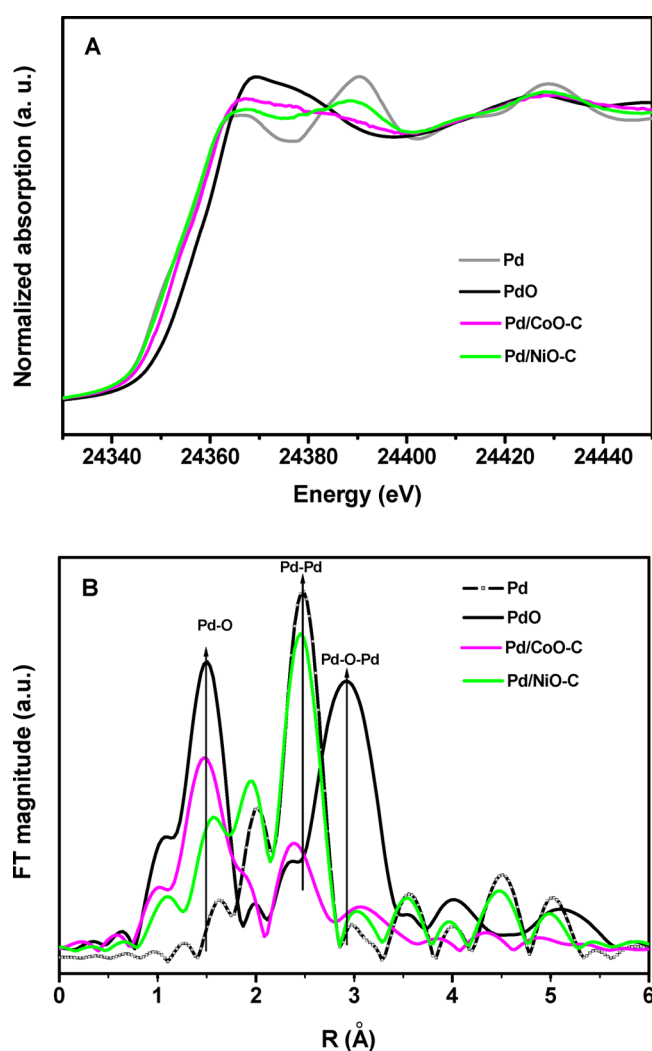 A
Normalized absorption (a. u.)
Pd
PdO
Pd/CoO-C
Pd/NiO-C
24340 24360 24380 24400 24420 24440
Energy (eV)
B
Pd-Pd
Pd-O
Pd-O-Pd
Pd
PdO
Pd/CoO-C
Pd/NiO-C
FT magnitude (a.u.)
0 1 2 3 4 5 6
R (Å)